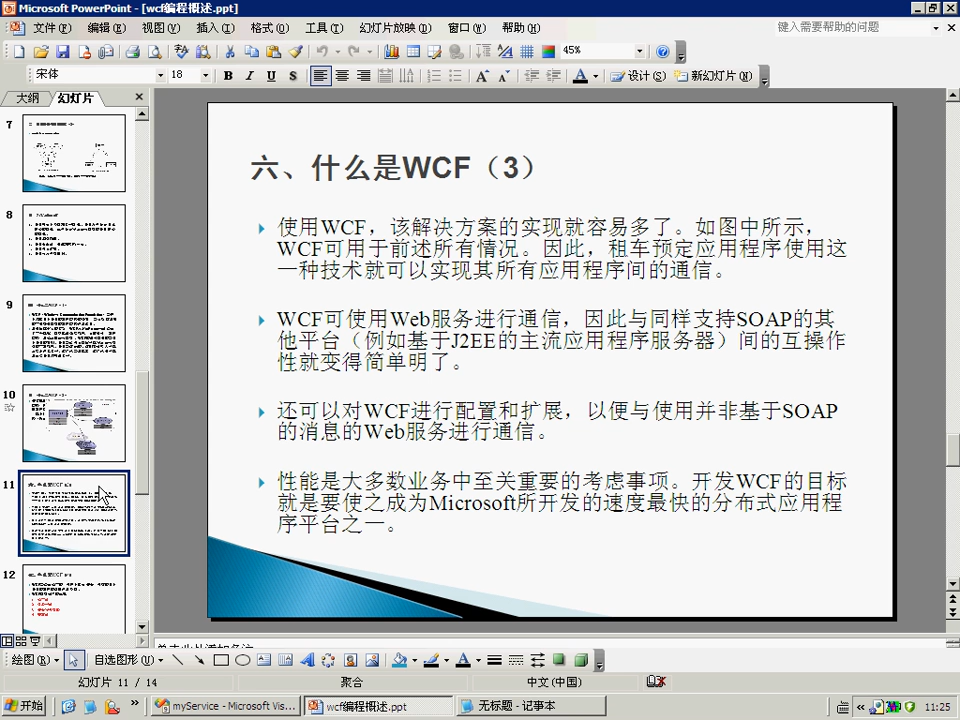 Microsoft PowerPoint - [wcf编程概述.ppt]
文件(F) 编辑(E) 视图(V) 插入(I) 格式(O) 工具(T) 幻灯片放映(D) 窗口(W) 帮助(H) 键入需要帮助的问题
45%
宋体 18 B I U S 设计(S) 新幻灯片(N)
大纲 幻灯片
7
8
9
10
11
12
六、什么是WCF（3）
使用WCF，该解决方案的实现就容易多了。如图中所示，
WCF可用于前述所有情况。因此，租车预定应用程序使用这
一种技术就可以实现其所有应用程序间的通信。
WCF可使用Web服务进行通信，因此与同样支持SOAP的其
他平台（例如基于J2EE的主流应用程序服务器）间的互操作
性就变得简单明了。
还可以对WCF进行配置和扩展，以便与使用并非基于SOAP
的消息的Web服务进行通信。
性能是大多数业务中至关重要的考虑事项。开发WCF的目标
就是要使之成为Microsoft所开发的速度最快的分布式应用程
序平台之一。
绘图(R) 自选图形(U)
幻灯片 11 / 14 聚合 中文(中国)
开始 myService - Microsoft Vis... wcf编程概述.ppt 无标题 - 记事本 11:25